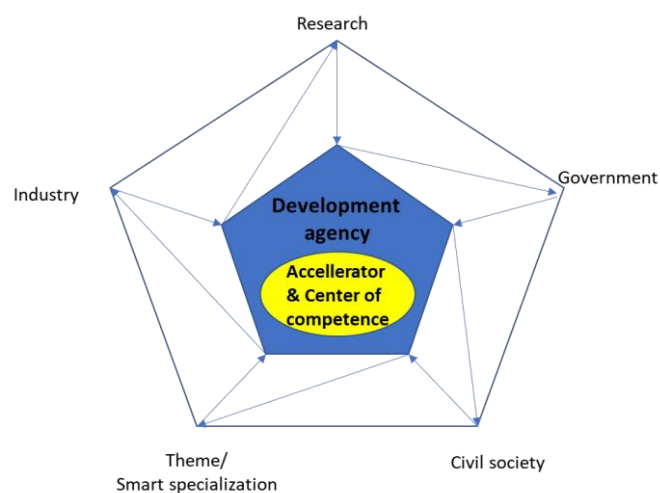 Research
Government
Industry
Development
agency
Accellerator
& Center of
competence
Theme/
Smart specialization
Civil society